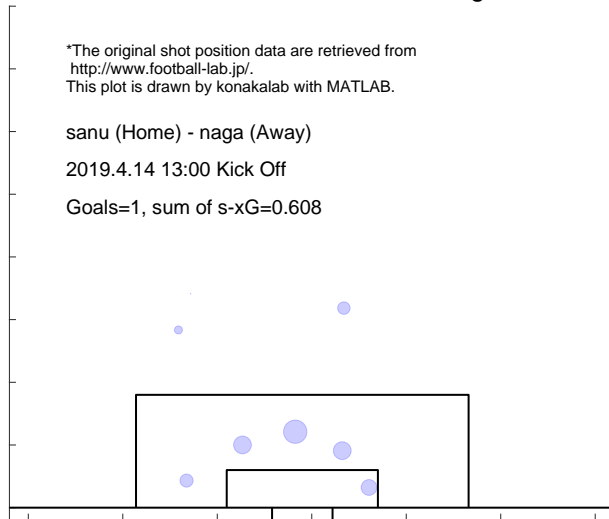 *The original shot position data are retrieved from
http://www.football-lab.jp/.
This plot is drawn by konakalab with MATLAB.
sanu (Home) - naga (Away)
2019.4.14 13:00 Kick Off
Goals=1, sum of s-xG=0.608